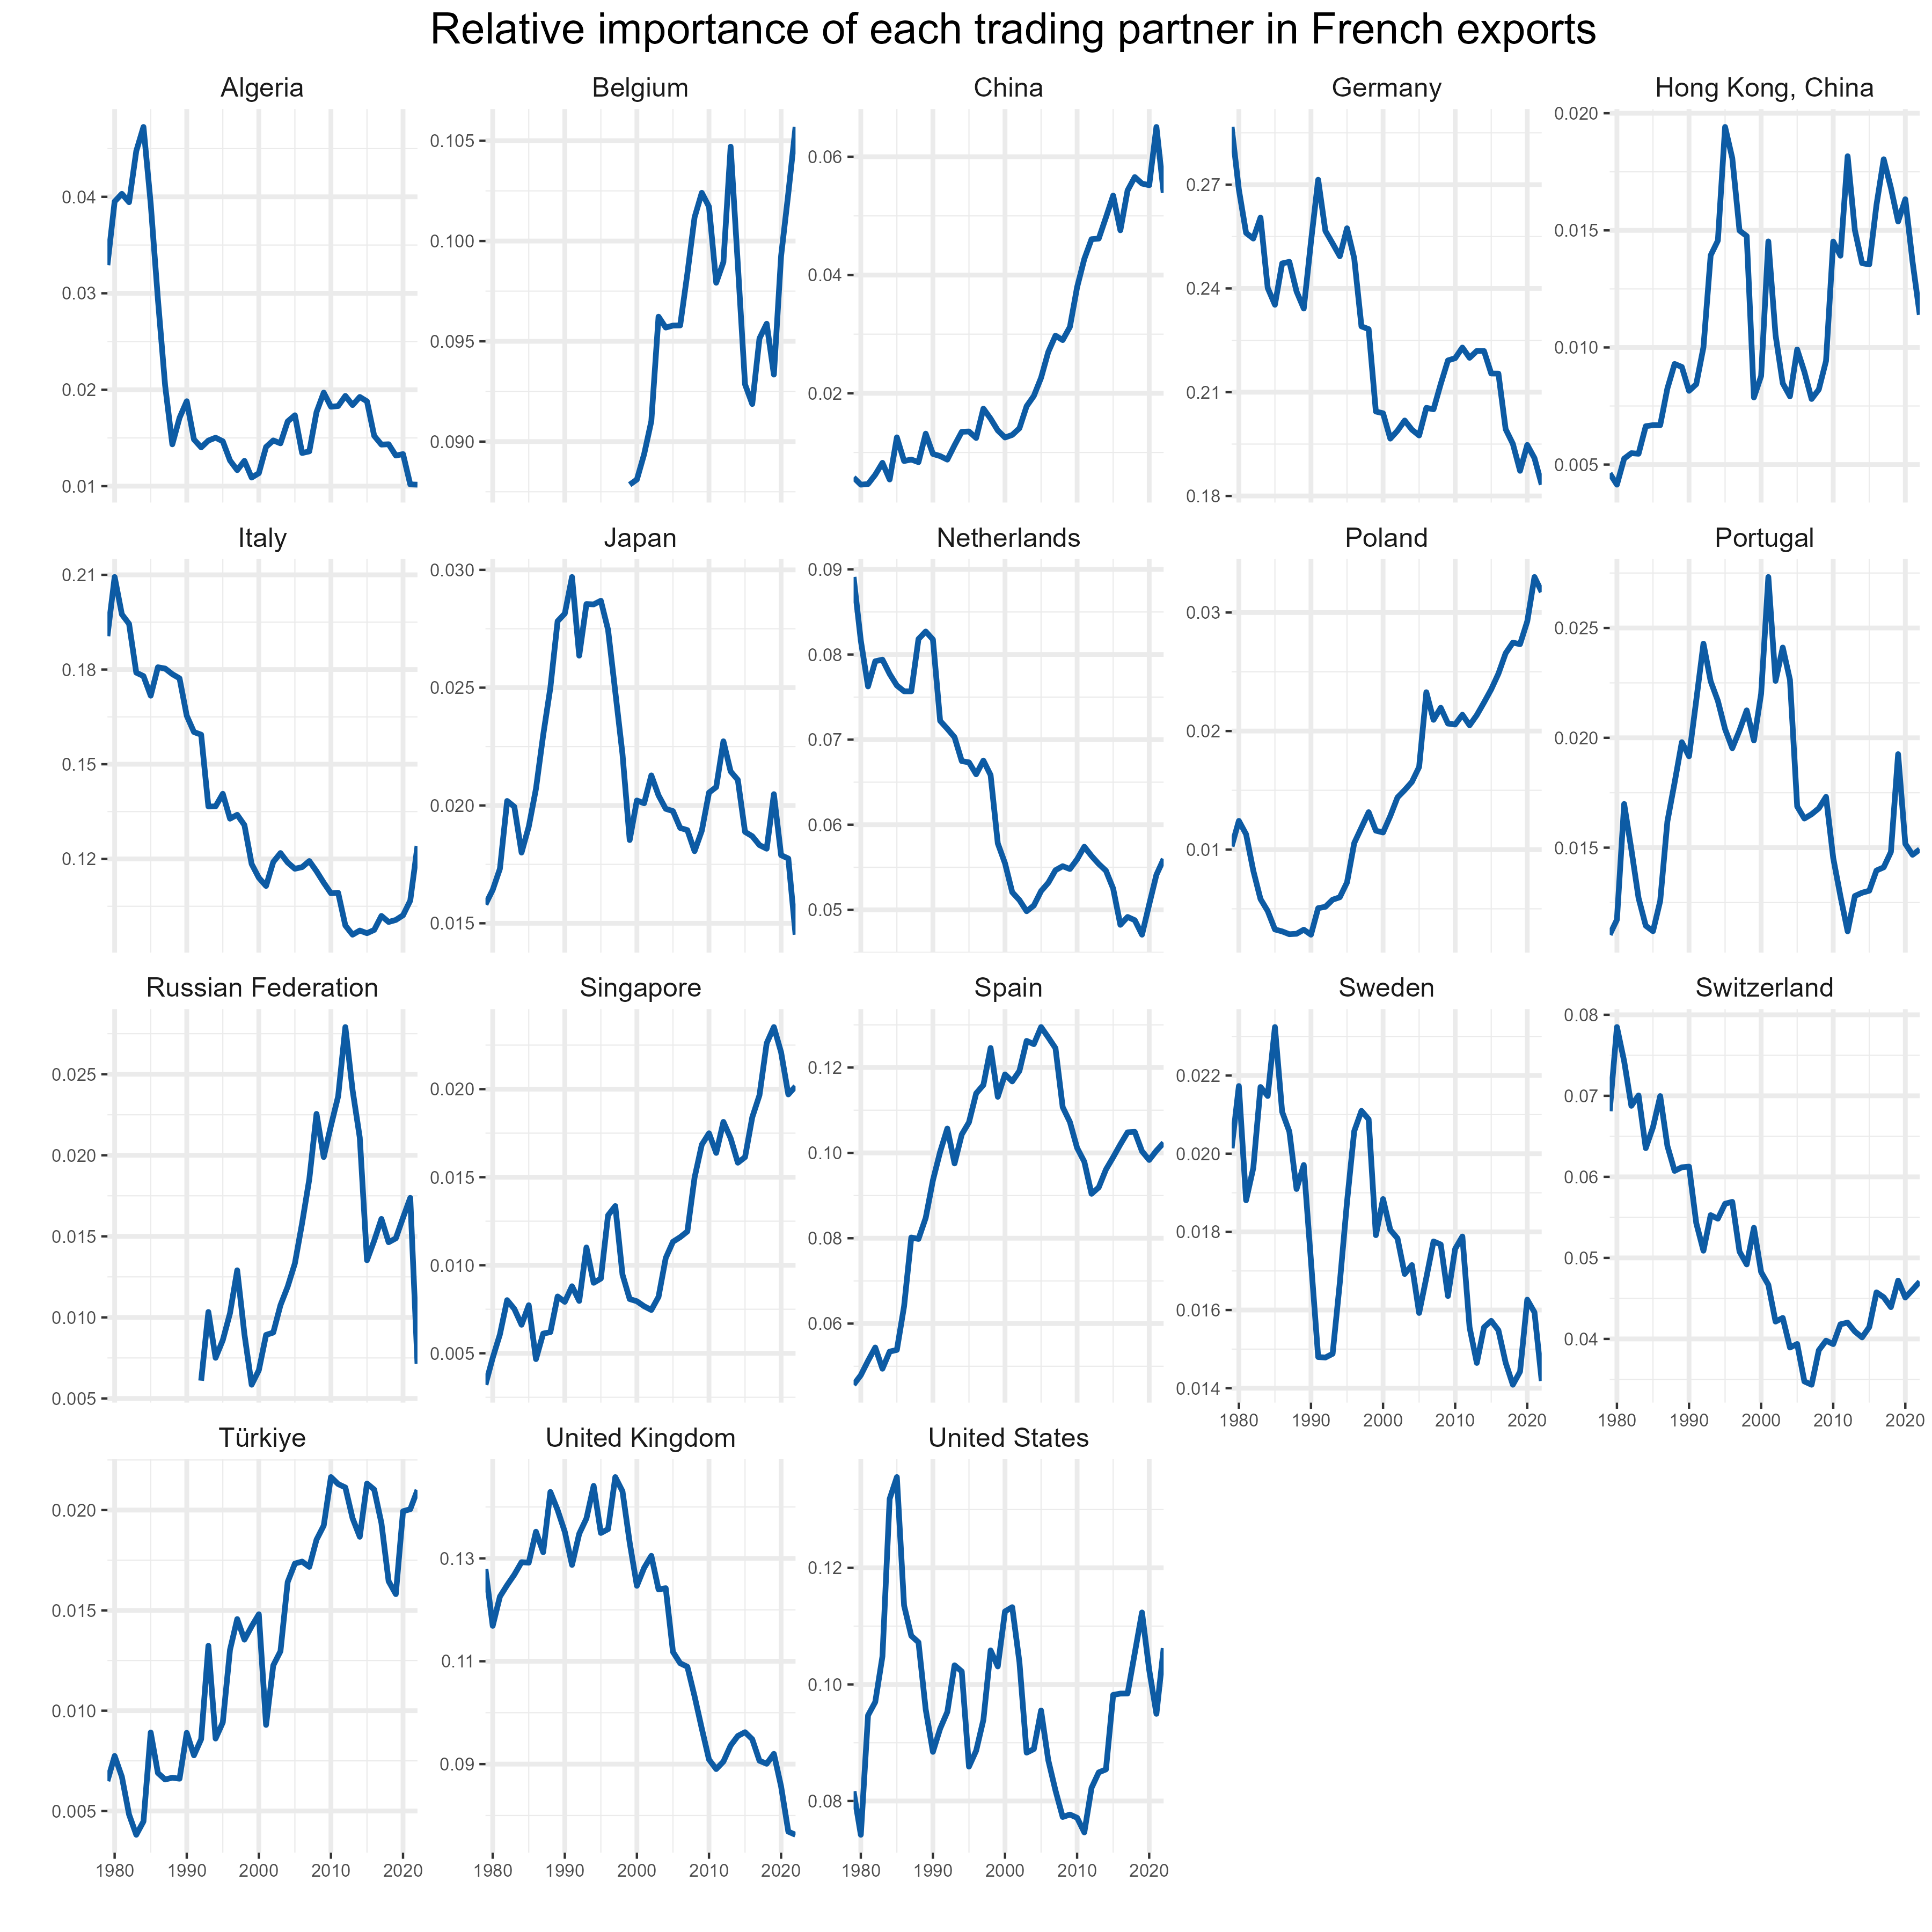 Relative importance of each trading partner in French exports
Algeria
Belgium
China
Germany
Hong Kong, China
0.04
0.03
0.02
0.01
0.105
0.100
0.095
0.090
0.06
0.04
0.02
0.27
0.24
0.21
0.18
0.020
0.015
0.010
0.005
Italy
Japan
Netherlands
Poland
Portugal
0.21
0.18
0.15
0.12
0.030
0.025
0.020
0.015
0.09
0.08
0.07
0.06
0.05
0.03
0.02
0.01
0.025
0.020
0.015
Russian Federation
Singapore
Spain
Sweden
Switzerland
0.025
0.020
0.015
0.010
0.005
0.020
0.015
0.010
0.005
0.12
0.10
0.08
0.06
0.022
0.020
0.018
0.016
0.014
1980 1990 2000 2010 2020
0.08
0.07
0.06
0.05
0.04
1980 1990 2000 2010 2020
Türkiye
United Kingdom
United States
0.020
0.015
0.010
0.005
1980 1990 2000 2010 2020
0.13
0.11
0.09
1980 1990 2000 2010 2020
0.12
0.10
0.08
1980 1990 2000 2010 2020